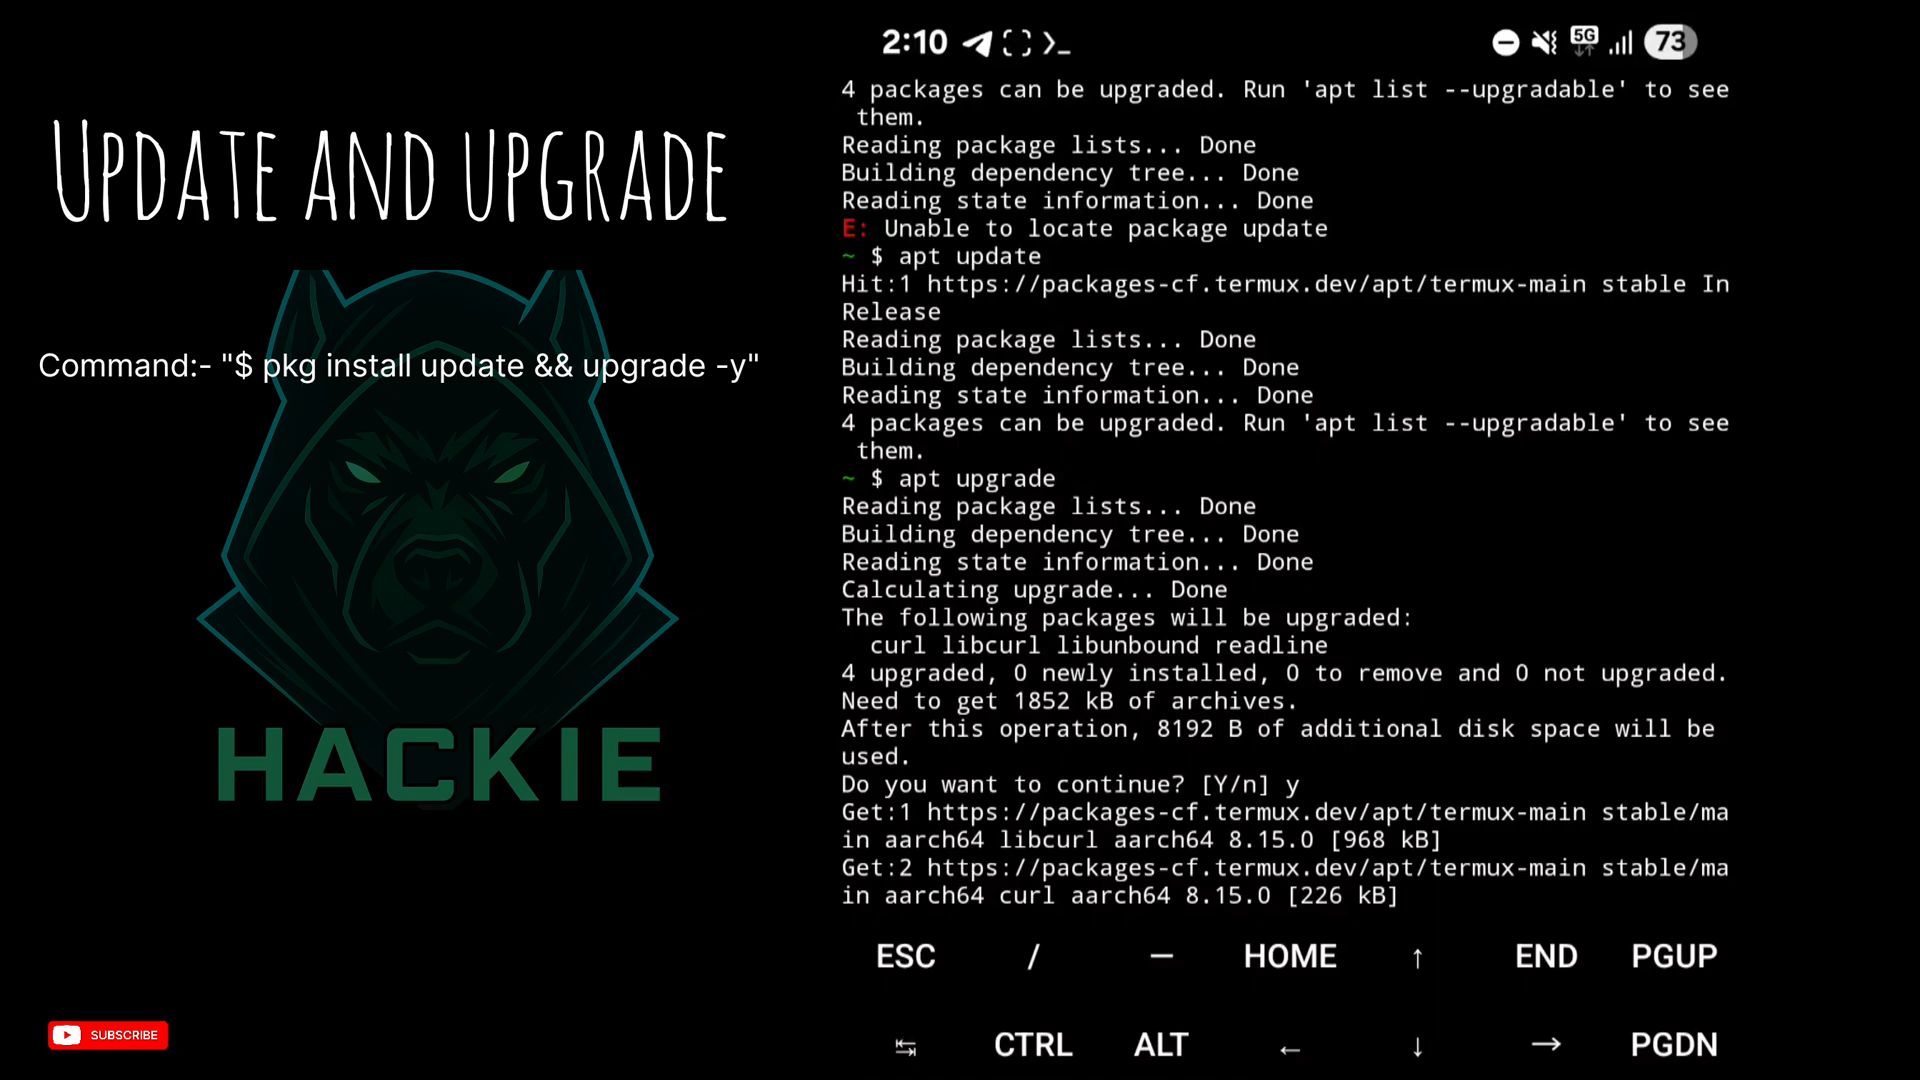 UPDATE AND UPGRADE
Command:- "$ pkg install update && upgrade -y"
HACKIE
SUBSCRIBE
2:10
5G
73
4 packages can be upgraded. Run 'apt list --upgradable' to see
them.
Reading package lists... Done
Building dependency tree... Done
Reading state information... Done
E: Unable to locate package update
~ $ apt update
Hit:1 https://packages-cf.termux.dev/apt/termux-main stable In
Release
Reading package lists... Done
Building dependency tree... Done
Reading state information... Done
4 packages can be upgraded. Run 'apt list --upgradable' to see
them.
~ $ apt upgrade
Reading package lists... Done
Building dependency tree... Done
Reading state information... Done
Calculating upgrade... Done
The following packages will be upgraded:
curl libcurl libunbound readline
4 upgraded, 0 newly installed, 0 to remove and 0 not upgraded.
Need to get 1852 kB of archives.
After this operation, 8192 B of additional disk space will be
used.
Do you want to continue? [Y/n] y
Get:1 https://packages-cf.termux.dev/apt/termux-main stable/ma
in aarch64 libcurl aarch64 8.15.0 [968 kB]
Get:2 https://packages-cf.termux.dev/apt/termux-main stable/ma
in aarch64 curl aarch64 8.15.0 [226 kB]
ESC / — HOME ↑ END PGUP
↹ CTRL ALT ← ↓ → PGDN